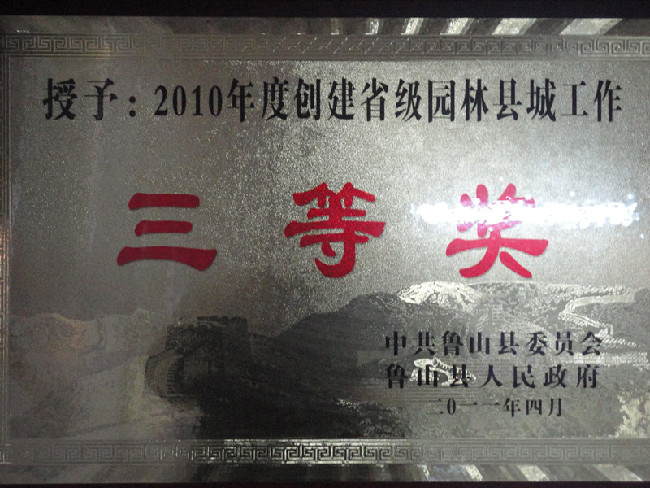 授予：2010年度创建省级园林县城工作
三等奖
中共鲁山县委员会
鲁山县人民政府
二〇一一年四月